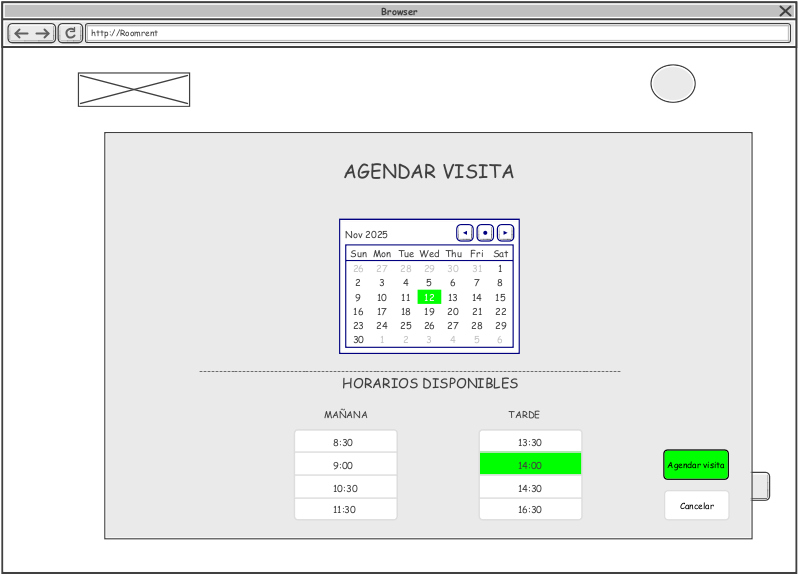 Browser
http://Roomrent
AGENDAR VISITA
Nov 2025
Sun Mon Tue Wed Thu Fri Sat
26 27 28 29 30 31 1
2 3 4 5 6 7 8
9 10 11 12 13 14 15
16 17 18 19 20 21 22
23 24 25 26 27 28 29
30 1 2 3 4 5 6
HORARIOS DISPONIBLES
MAÑANA
8:30
9:00
10:30
11:30
TARDE
13:30
14:00
14:30
16:30
Agendar visita
Cancelar